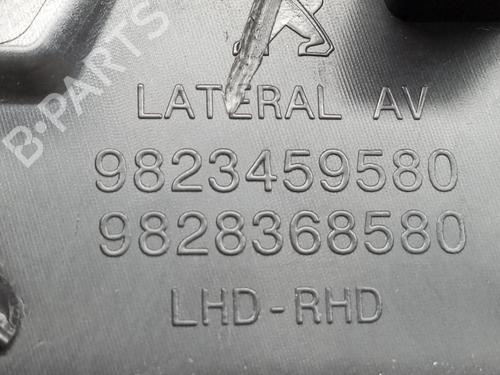 B-PARTS
LATERAL AV
9823459580
9828368580
LHD-RHD